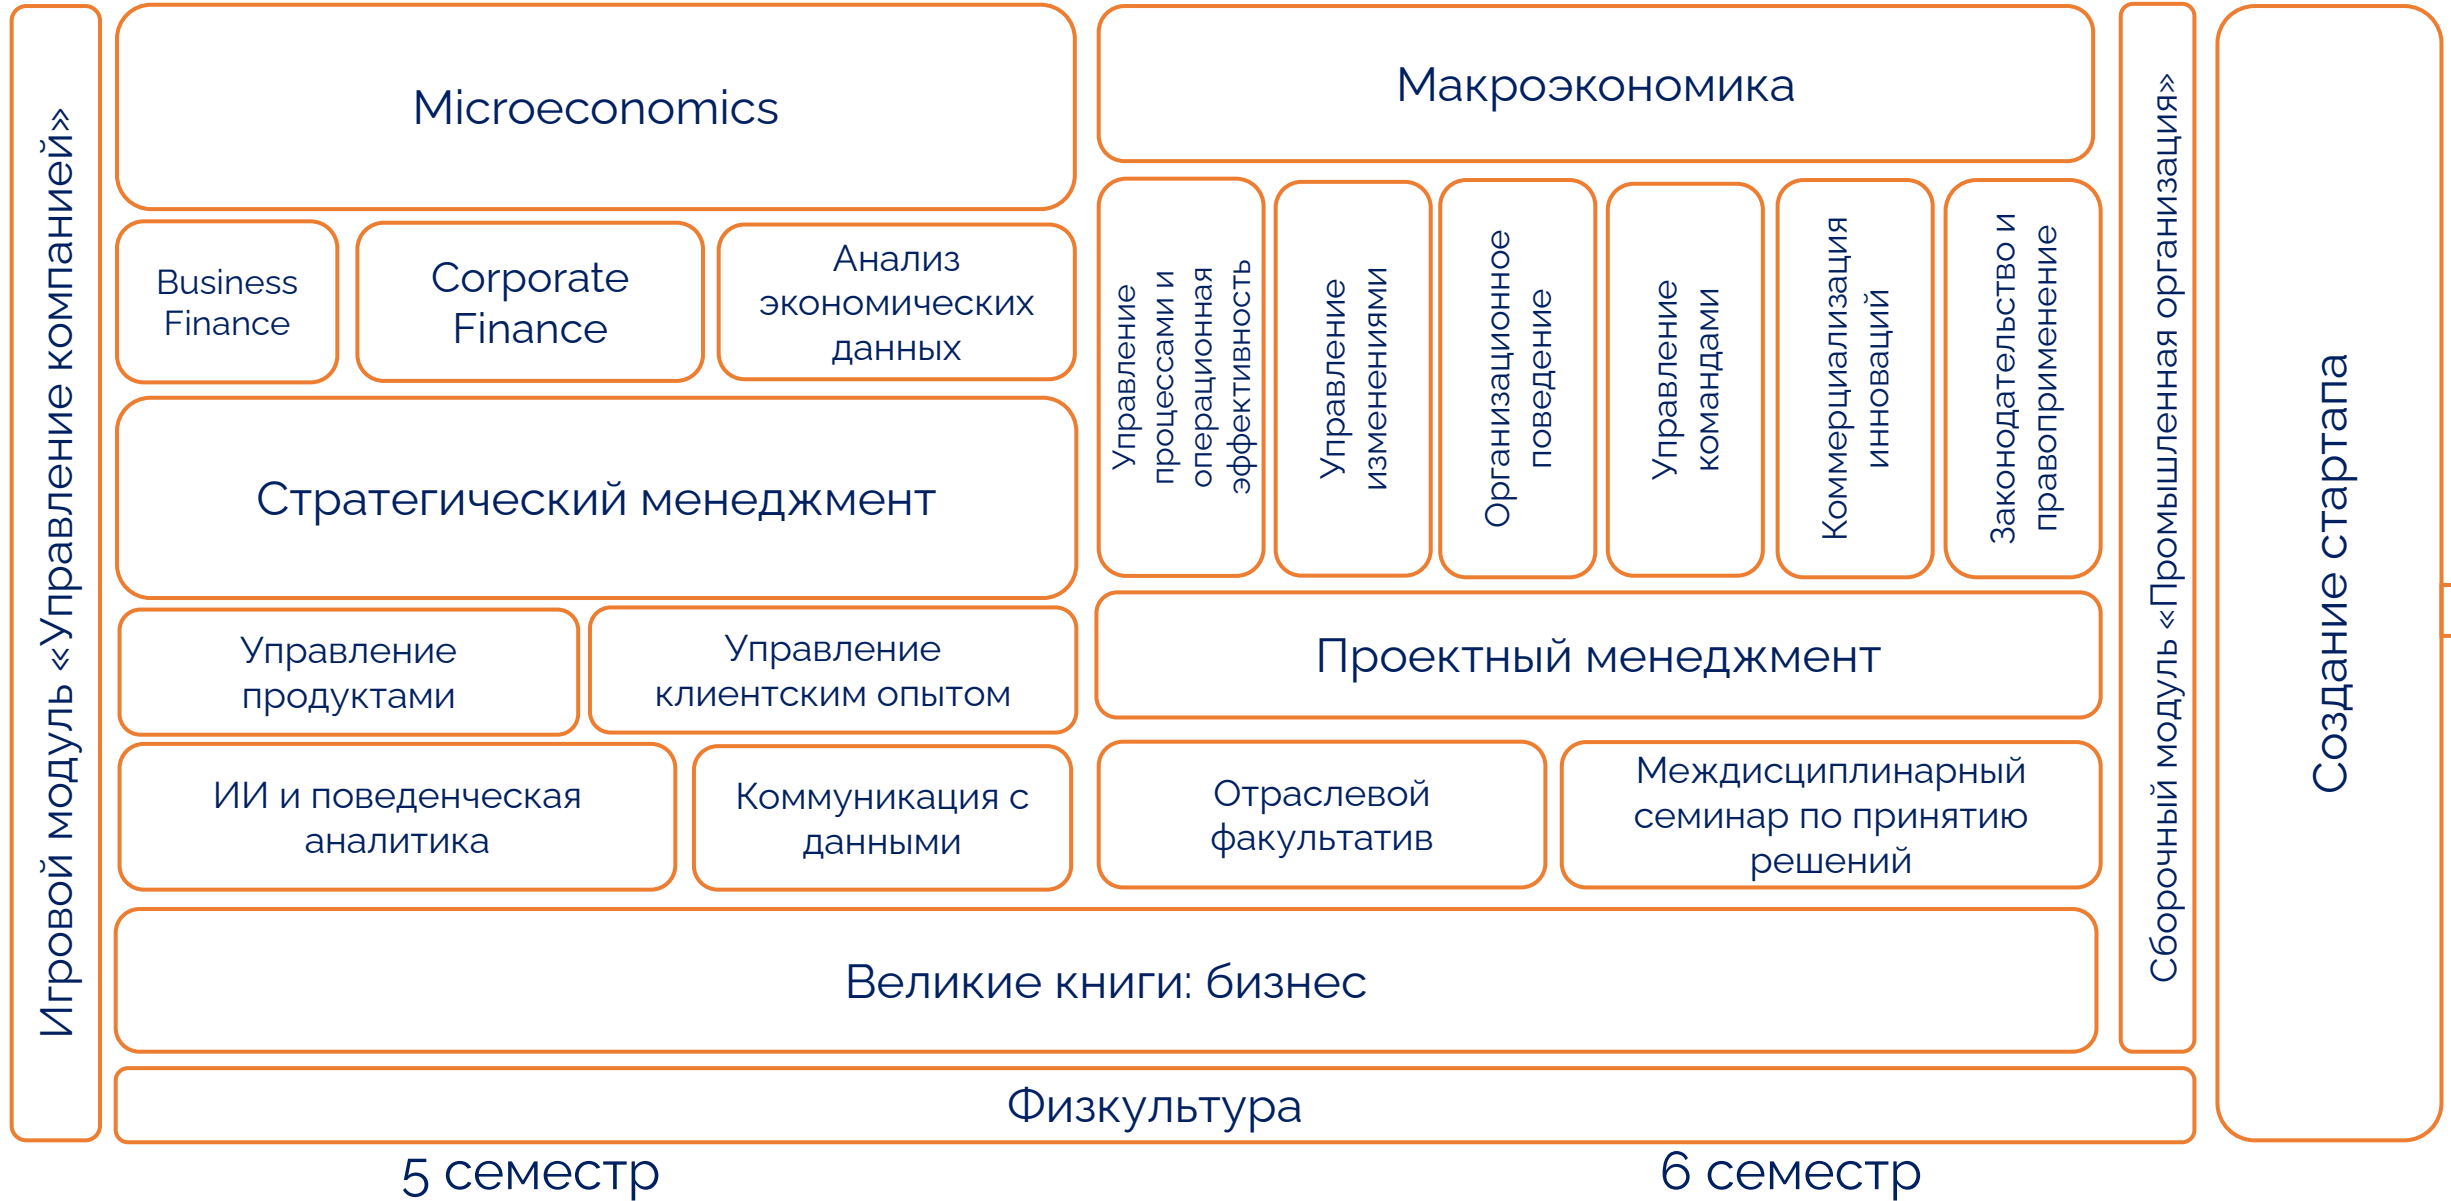 Игровой модуль «Управление компанией»
Microeconomics
Business
Finance
Corporate
Finance
Анализ
экономических
данных
Стратегический менеджмент
Управление
продуктами
Управление
клиентским опытом
ИИ и поведенческая
аналитика
Коммуникация с
данными
Макроэкономика
Управление
процессами и
операционная
эффективность
Управление
изменениями
Организационное
поведение
Управление
командами
Коммерциализация
инноваций
Законодательство и
правоприменение
Проектный менеджмент
Отраслевой
факультатив
Междисциплинарный
семинар по принятию
решений
Великие книги: бизнес
Физкультура
Сборочный модуль «Промышленная организация»
Создание стартапа
5 семестр
6 семестр